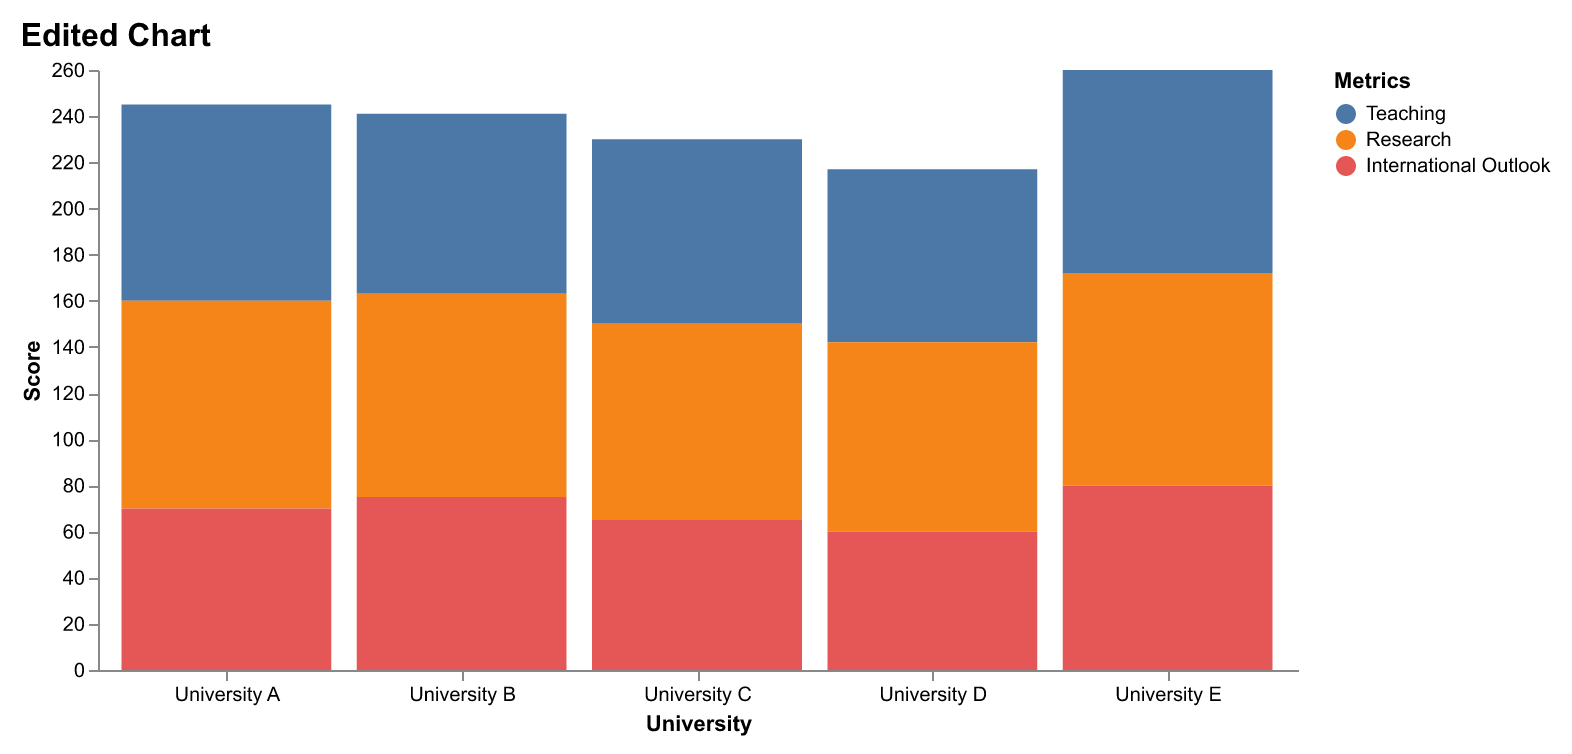 Edited Chart
260
240
220
200
180
160
140
120
100
80
60
40
20
0
Score
University A
University B
University C
University D
University E
University
Metrics
Teaching
Research
International Outlook